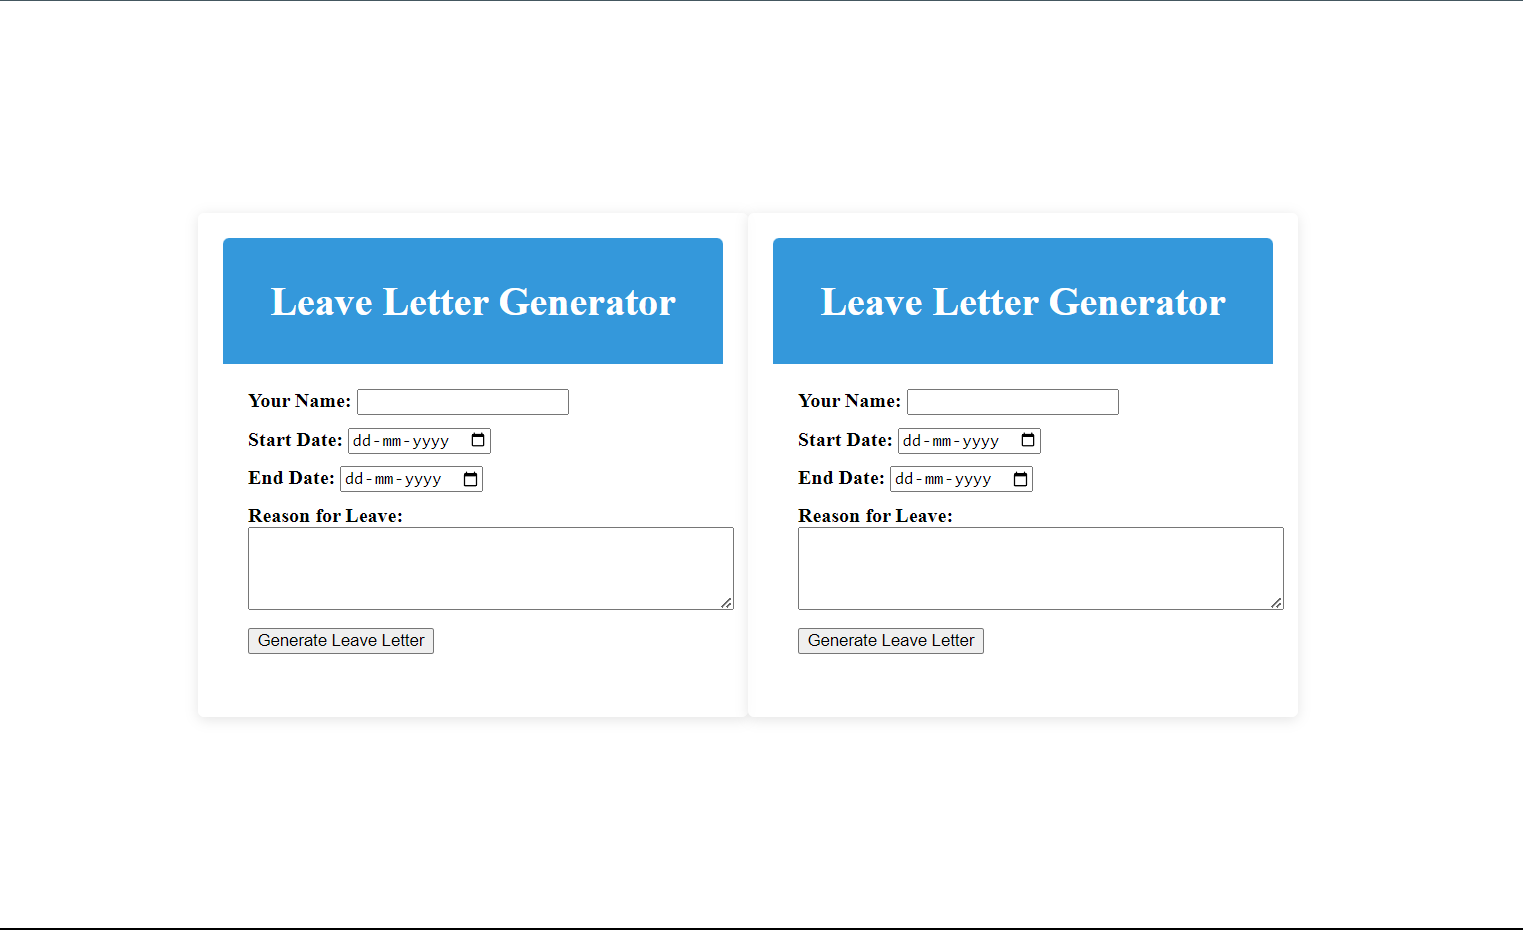 Leave Letter Generator
Your Name:
Start Date: dd-mm-yyyy
End Date: dd-mm-yyyy
Reason for Leave:
Generate Leave Letter
Leave Letter Generator
Your Name:
Start Date: dd-mm-yyyy
End Date: dd-mm-yyyy
Reason for Leave:
Generate Leave Letter